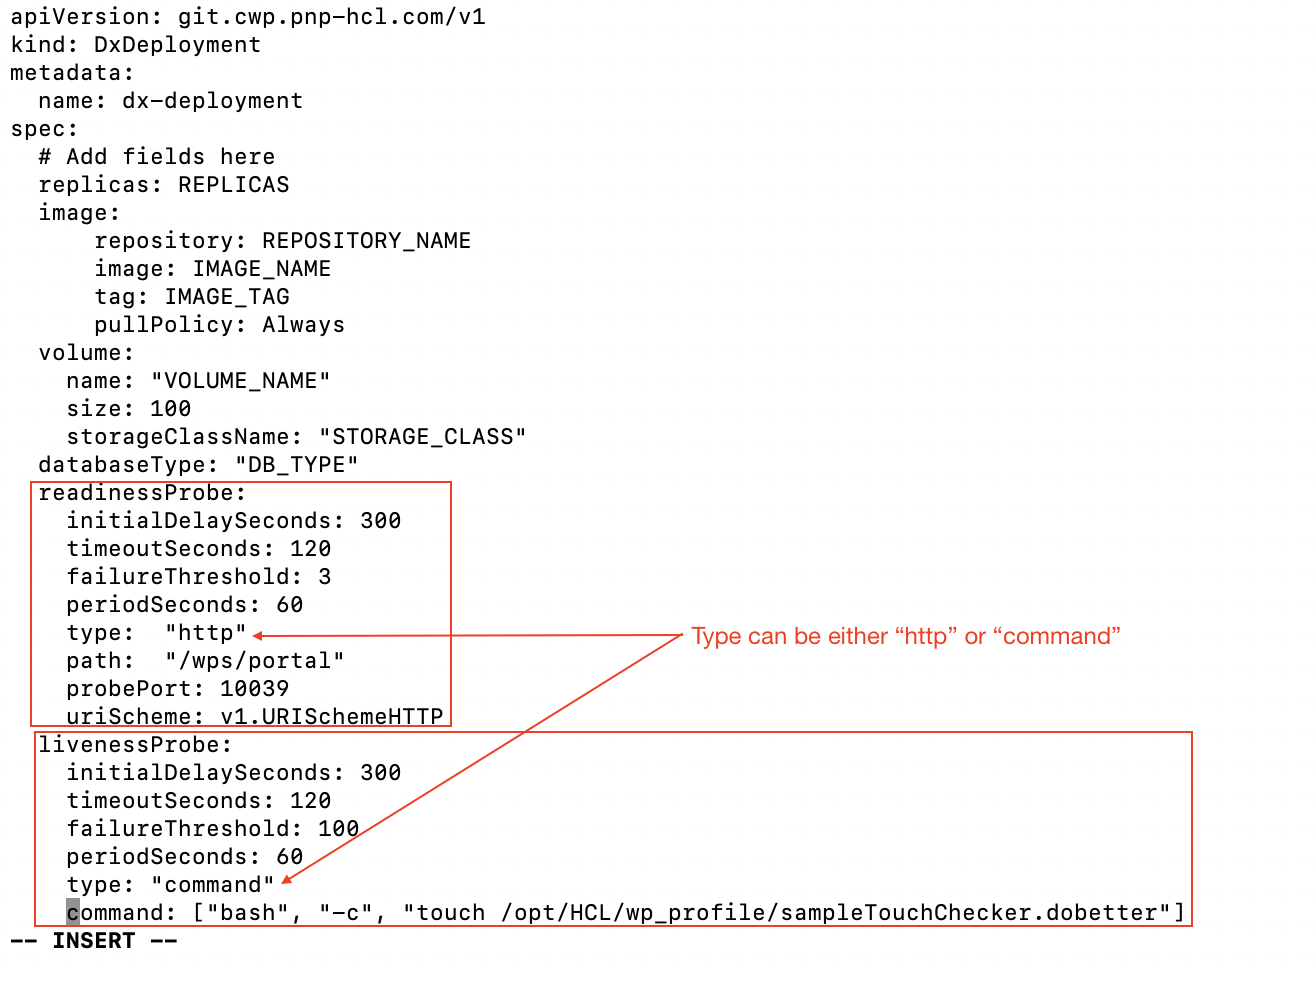 apiVersion: git.cwp.pnp-hcl.com/v1
kind: DxDeployment
metadata:
  name: dx-deployment
spec:
  # Add fields here
  replicas: REPLICAS
  image:
      repository: REPOSITORY_NAME
      image: IMAGE_NAME
      tag: IMAGE_TAG
      pullPolicy: Always
  volume:
    name: "VOLUME_NAME"
    size: 100
    storageClassName: "STORAGE_CLASS"
  databaseType: "DB_TYPE"
  readinessProbe:
    initialDelaySeconds: 300
    timeoutSeconds: 120
    failureThreshold: 3
    periodSeconds: 60
    type:  "http"
Type can be either “http” or “command”
    path:  "/wps/portal"
    probePort: 10039
    uriScheme: v1.URISchemeHTTP
  livenessProbe:
    initialDelaySeconds: 300
    timeoutSeconds: 120
    failureThreshold: 100
    periodSeconds: 60
    type: "command"
    command: ["bash", "-c", "touch /opt/HCL/wp_profile/sampleTouchChecker.dobetter"]
-- INSERT --